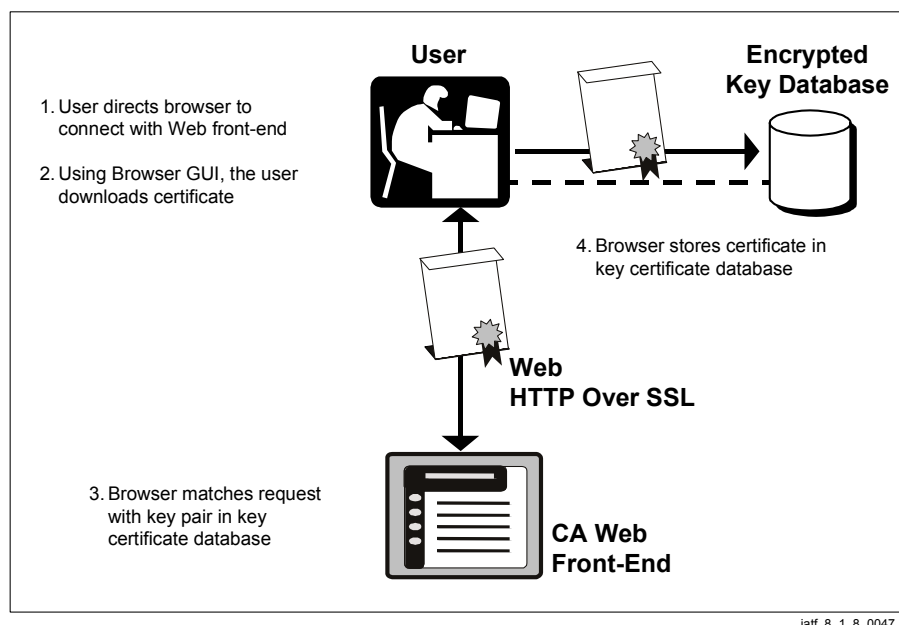 User
Encrypted
Key Database
1. User directs browser to
connect with Web front-end
2. Using Browser GUI, the user
downloads certificate
4. Browser stores certificate in
key certificate database
Web
HTTP Over SSL
3. Browser matches request
with key pair in key
certificate database
CA Web
Front-End
iatf_8_1_8_0047